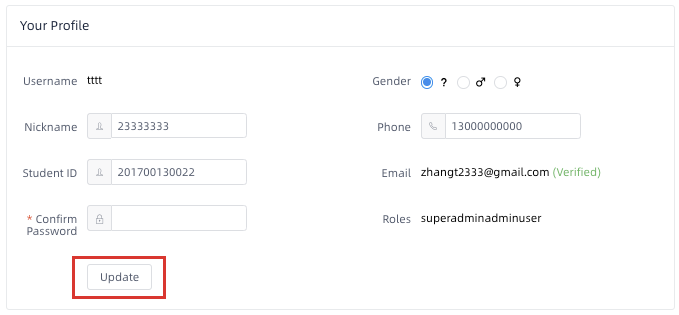 Your Profile
Username tttt Gender ? ♂ ♀
Nickname 23333333 Phone 13000000000
Student ID 201700130022 Email zhangt2333@gmail.com (Verified)
* Confirm
Password
Roles superadminadminuser
Update